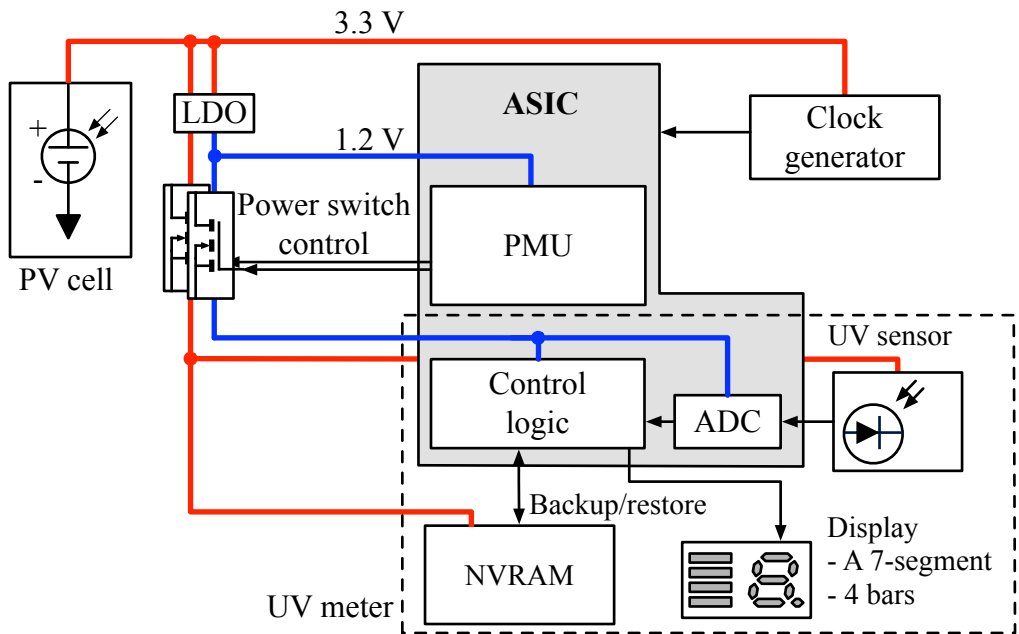 3.3 V
ASIC
LDO
Clock
generator
+
-
1.2 V
Power switch
control
PMU
PV cell
UV sensor
Control
logic
ADC
Backup/restore
NVRAM
Display
- A 7-segment
- 4 bars
UV meter